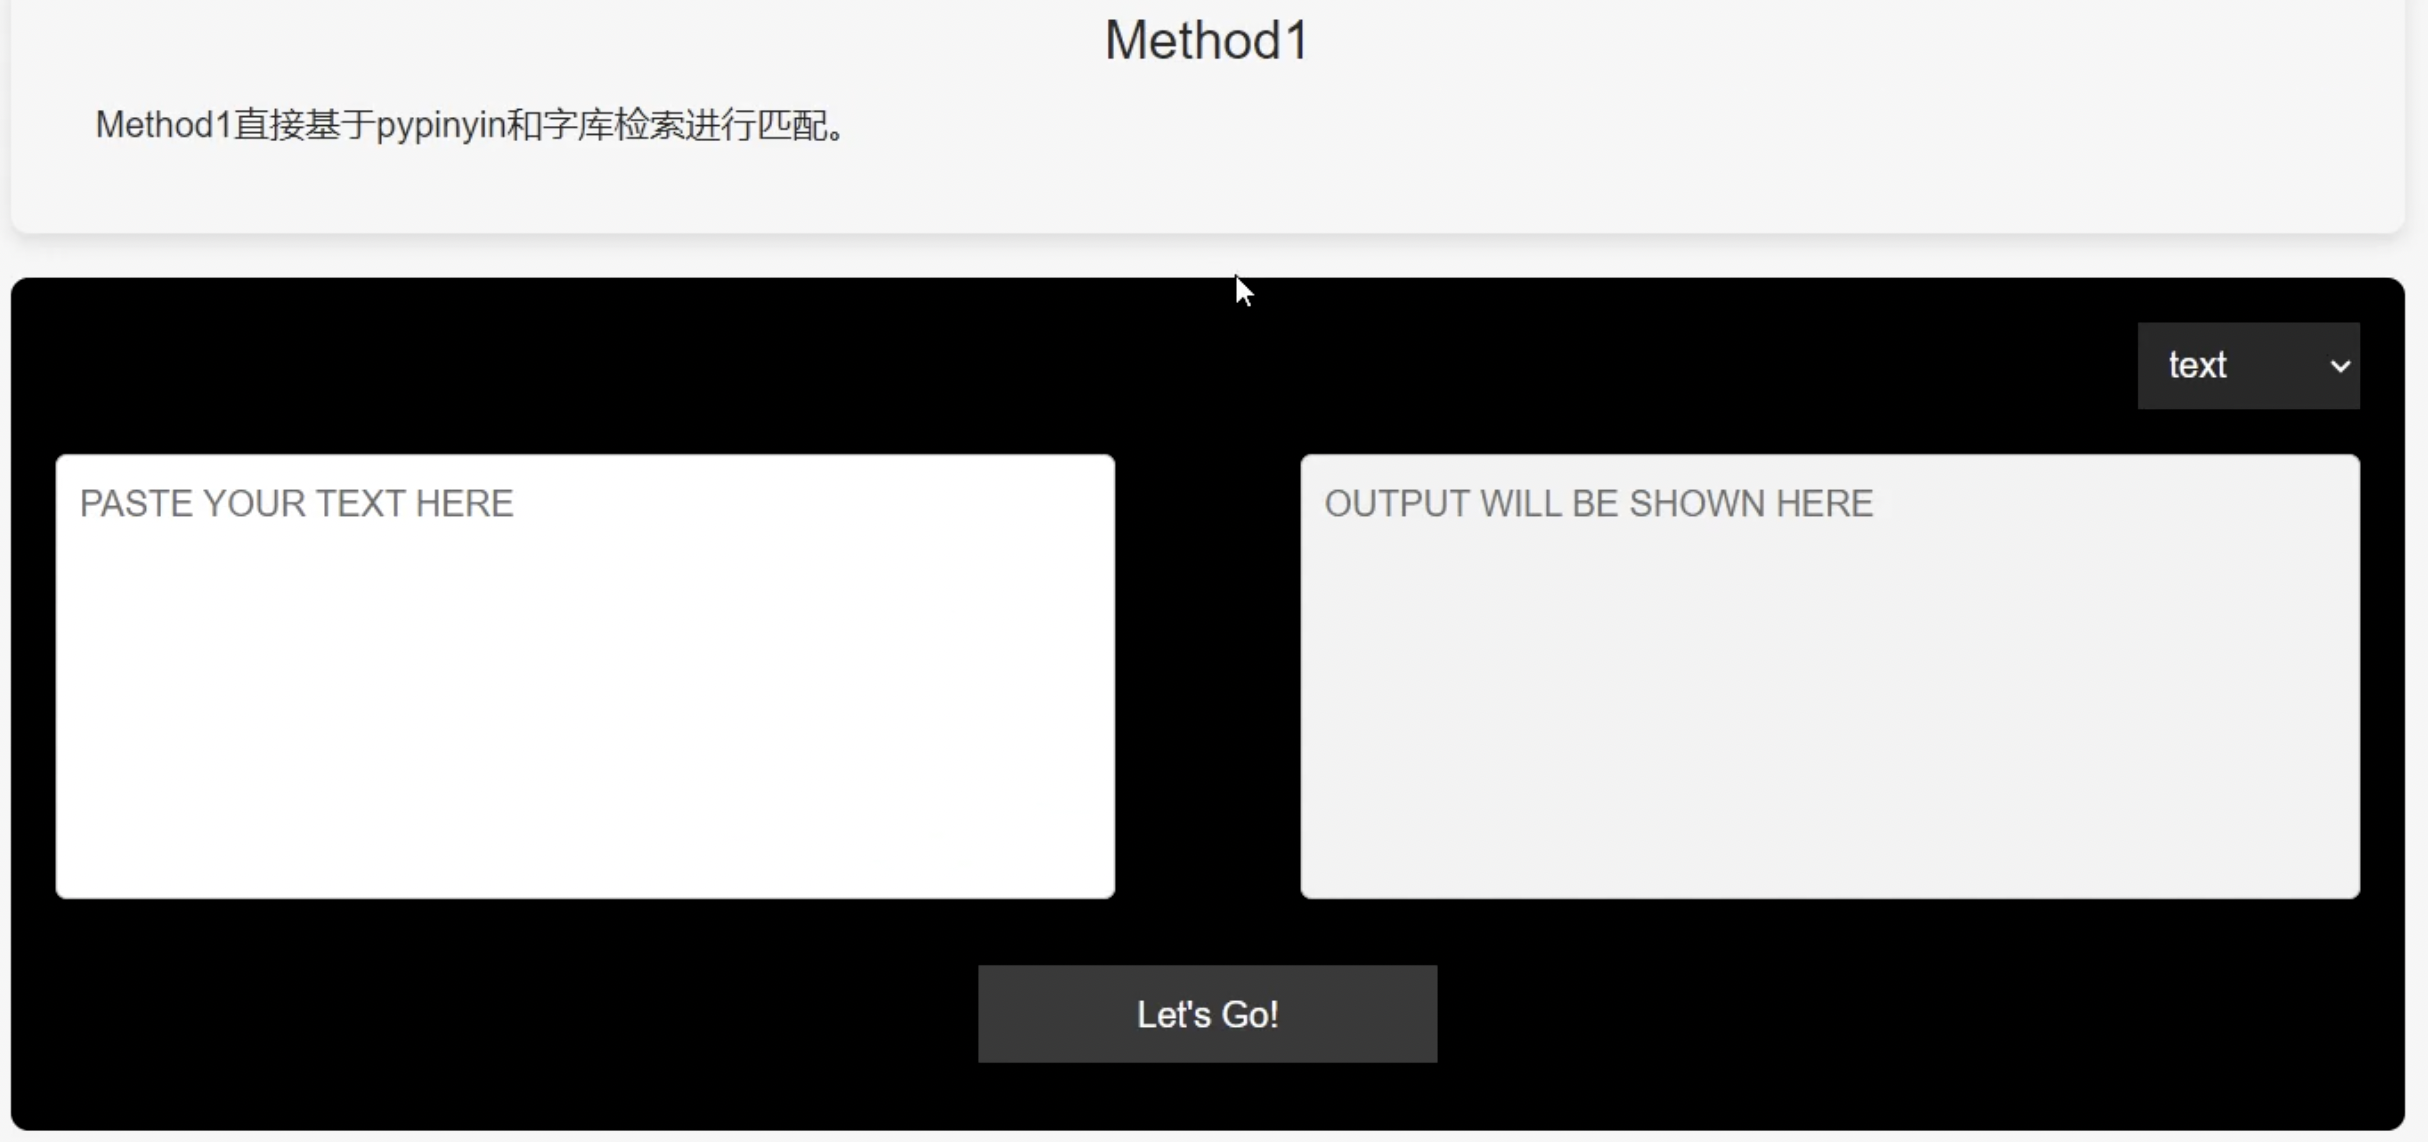 Method1
Method1直接基于pypinyin和字库检索进行匹配。
text
PASTE YOUR TEXT HERE
OUTPUT WILL BE SHOWN HERE
Let's Go!